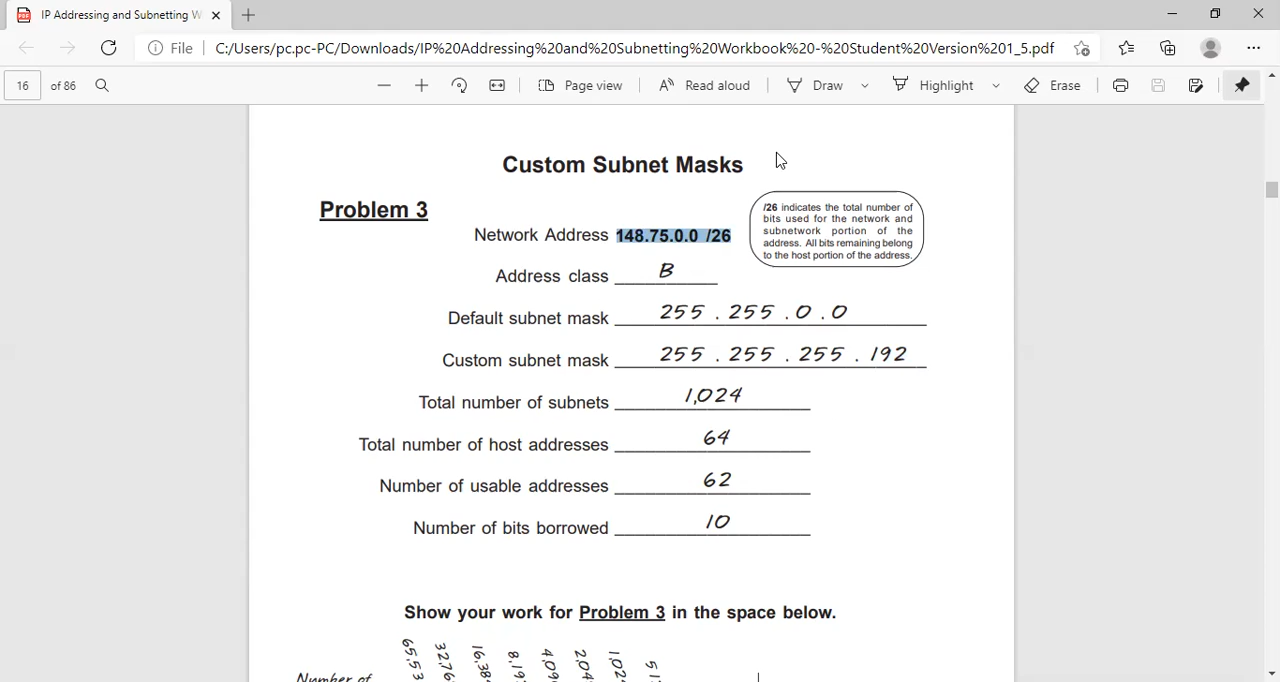 IP Addressing and Subnetting W
File C:/Users/pc.pc-PC/Downloads/IP%20Addressing%20and%20Subnetting%20Workbook%20-%20Student%20Version%201_5.pdf
16 of 86 Page view Read aloud Draw Highlight Erase
Custom Subnet Masks
Problem 3
Network Address 148.75.0.0 /26
/26 indicates the total number of
bits used for the network and
subnetwork portion of the
address. All bits remaining belong
to the host portion of the address.
Address class B
Default subnet mask 255 . 255 . 0 . 0
Custom subnet mask 255 . 255 . 255 . 192
Total number of subnets 1,024
Total number of host addresses 64
Number of usable addresses 62
Number of bits borrowed 10
Show your work for Problem 3 in the space below.
Number of